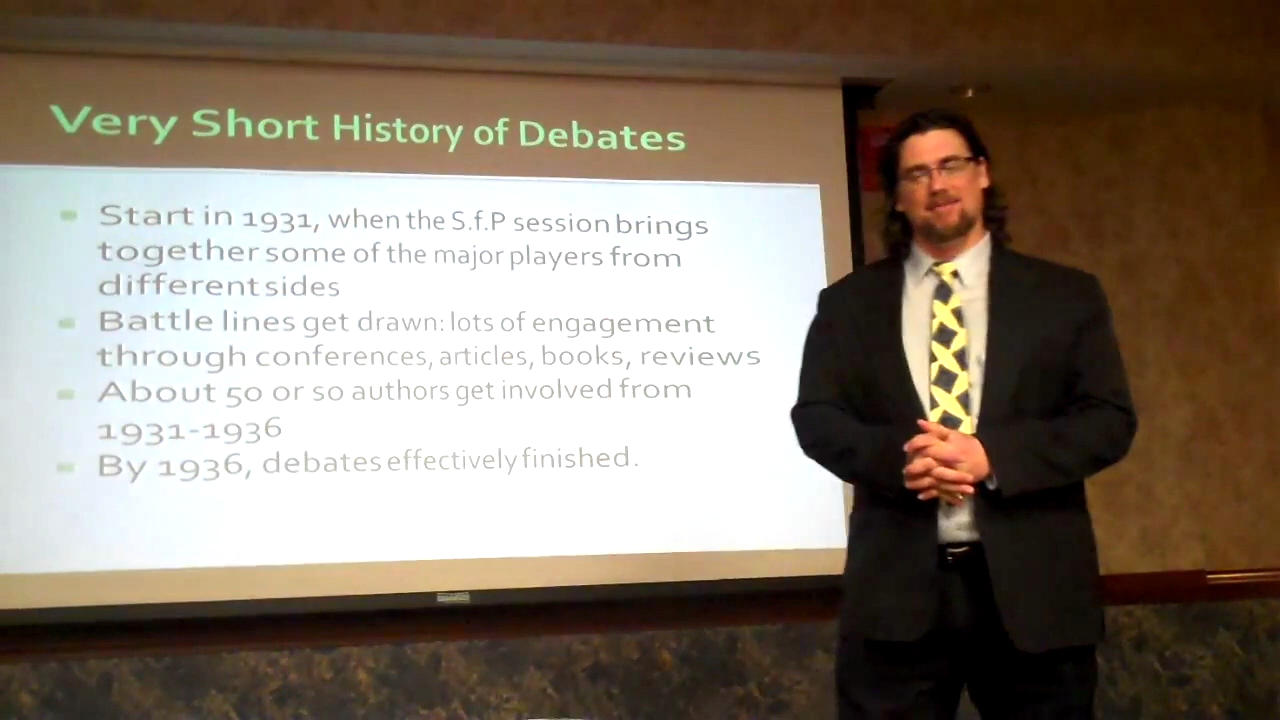 Very Short History of Debates
Start in 1931, when the S.f.P session brings
together some of the major players from
different sides
Battle lines get drawn: lots of engagement
through conferences, articles, books, reviews
About 50 or so authors get involved from
1931-1936
By 1936, debates effectively finished.